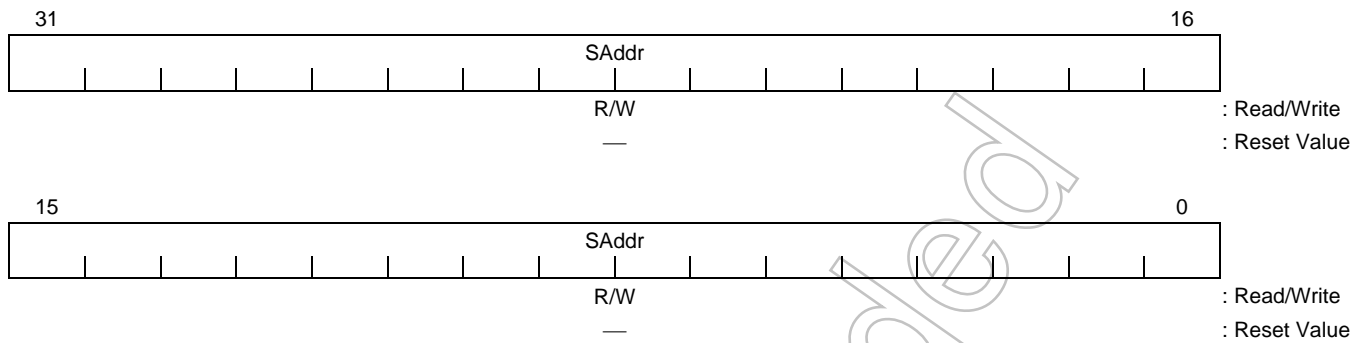 31 16
SAddr
R/W : Read/Write
— : Reset Value
15 0
SAddr
R/W : Read/Write
— : Reset Value